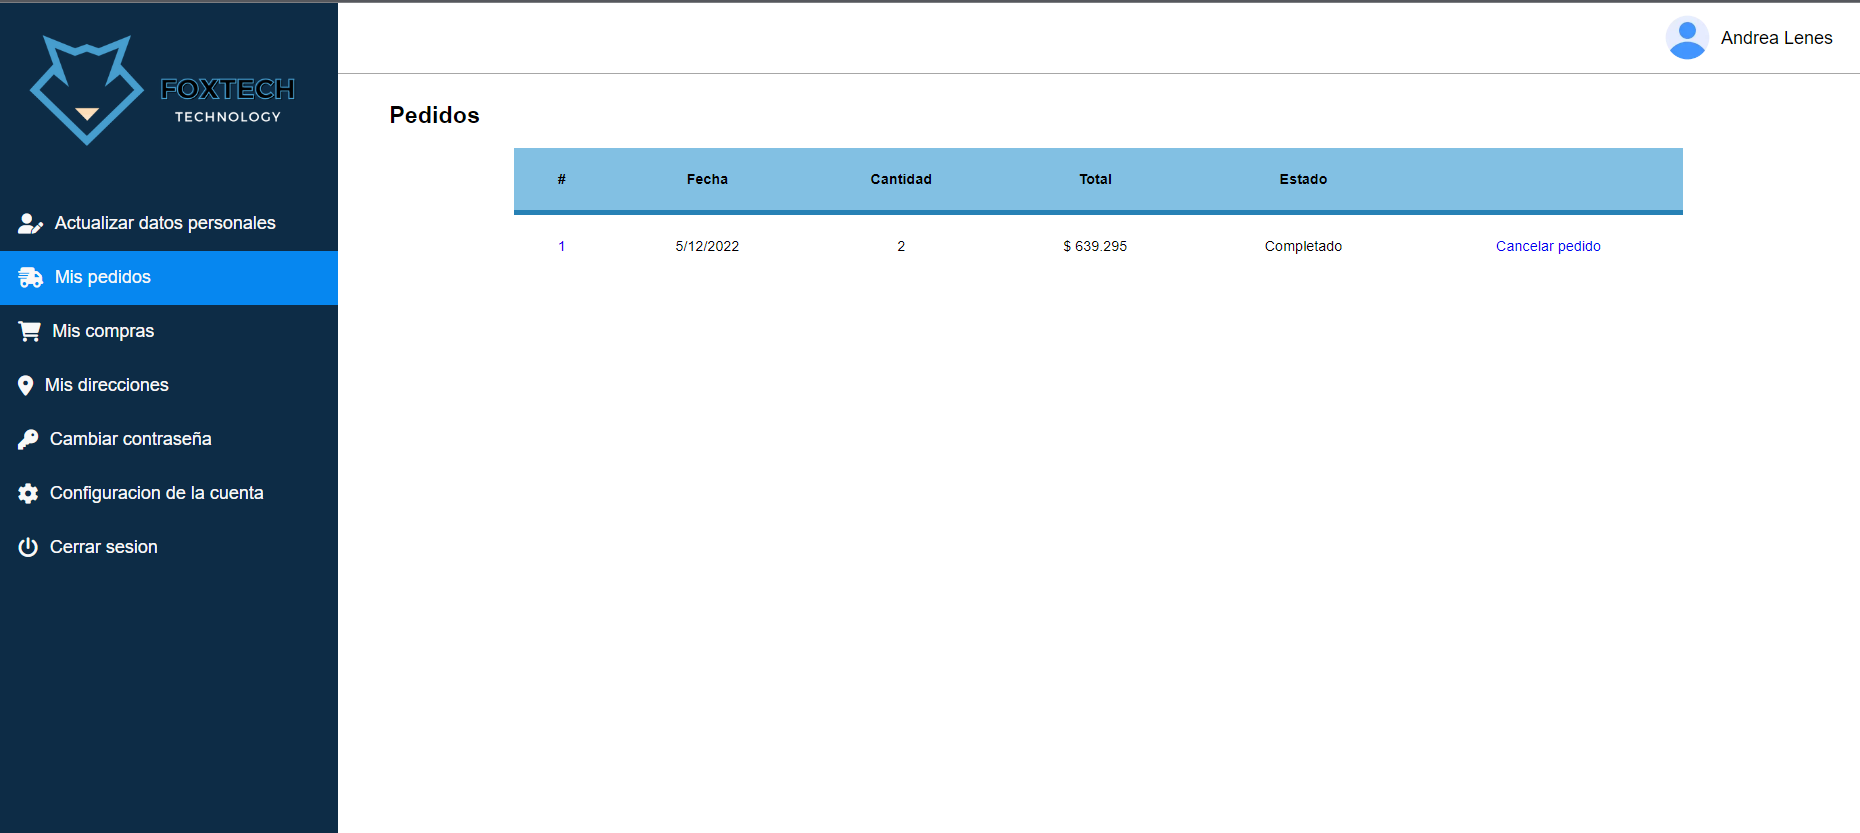 FOXTECH
TECHNOLOGY
Actualizar datos personales
Mis pedidos
Mis compras
Mis direcciones
Cambiar contraseña
Configuracion de la cuenta
Cerrar sesion
Andrea Lenes
Pedidos
# Fecha Cantidad Total Estado
1 5/12/2022 2 $ 639.295 Completado Cancelar pedido